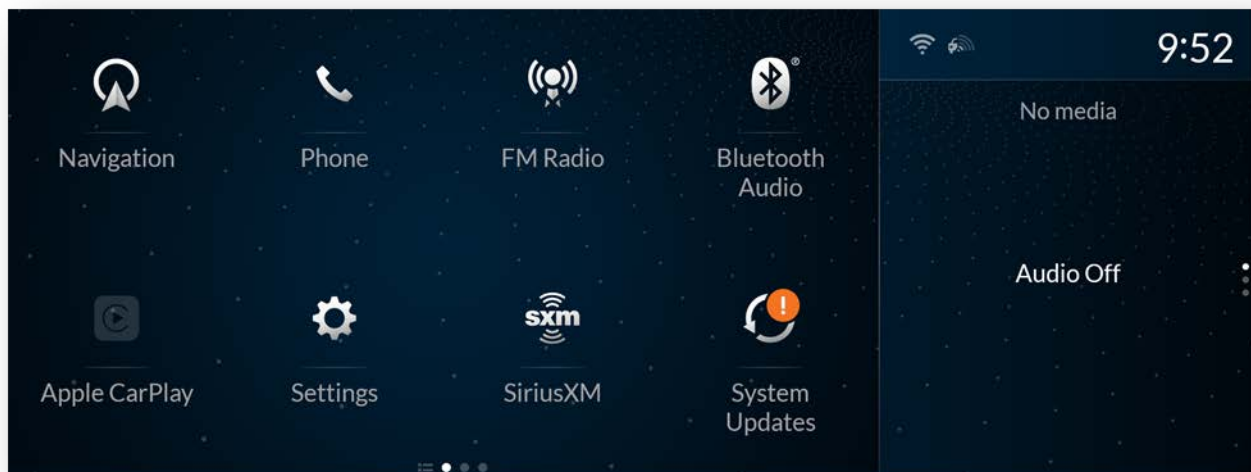 9:52
Navigation
Phone
FM Radio
®
Bluetooth
Audio
No media
Audio Off
!
sxm
Apple CarPlay
Settings
SiriusXM
System
Updates